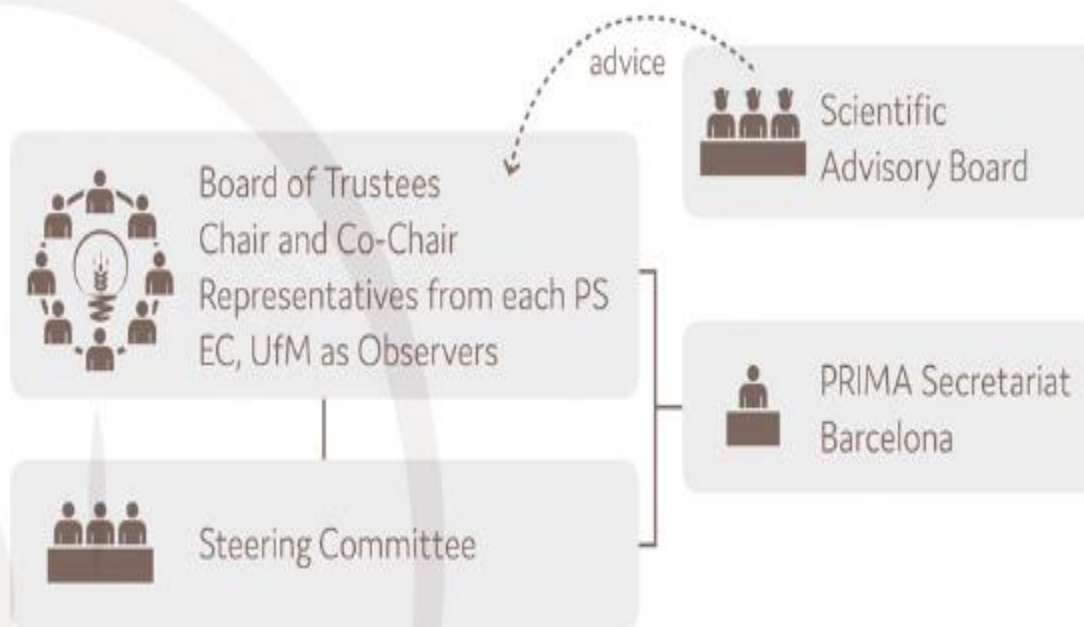 advice
Scientific
Advisory Board
Board of Trustees
Chair and Co-Chair
Representatives from each PS
EC, UfM as Observers
PRIMA Secretariat
Barcelona
Steering Committee